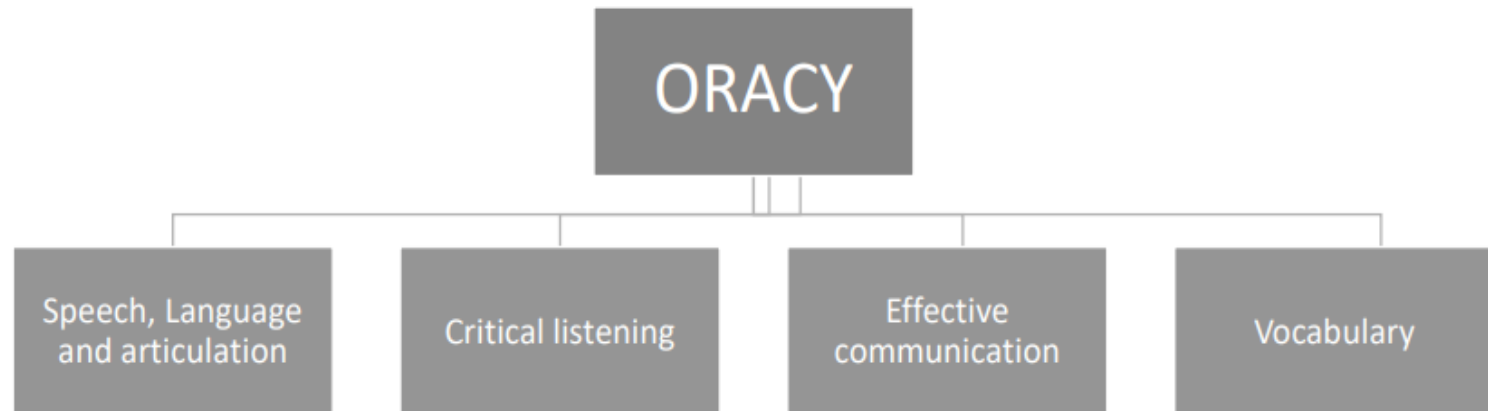 ORACY
Speech, Language
and articulation
Critical listening
Effective
communication
Vocabulary